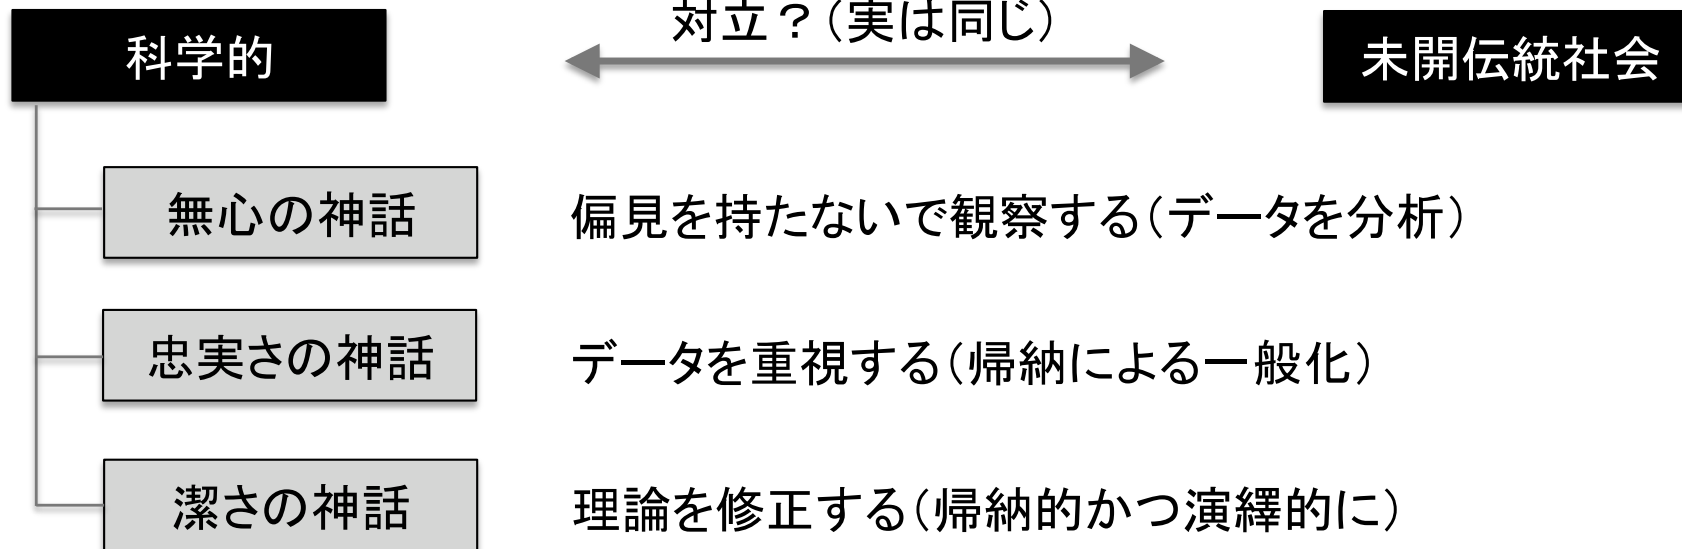 対立？（実は同じ）
科学的
未開伝統社会
無心の神話
偏見を持たないで観察する（データを分析）
忠実さの神話
データを重視する（帰納による一般化）
潔さの神話
理論を修正する（帰納的かつ演繹的に）